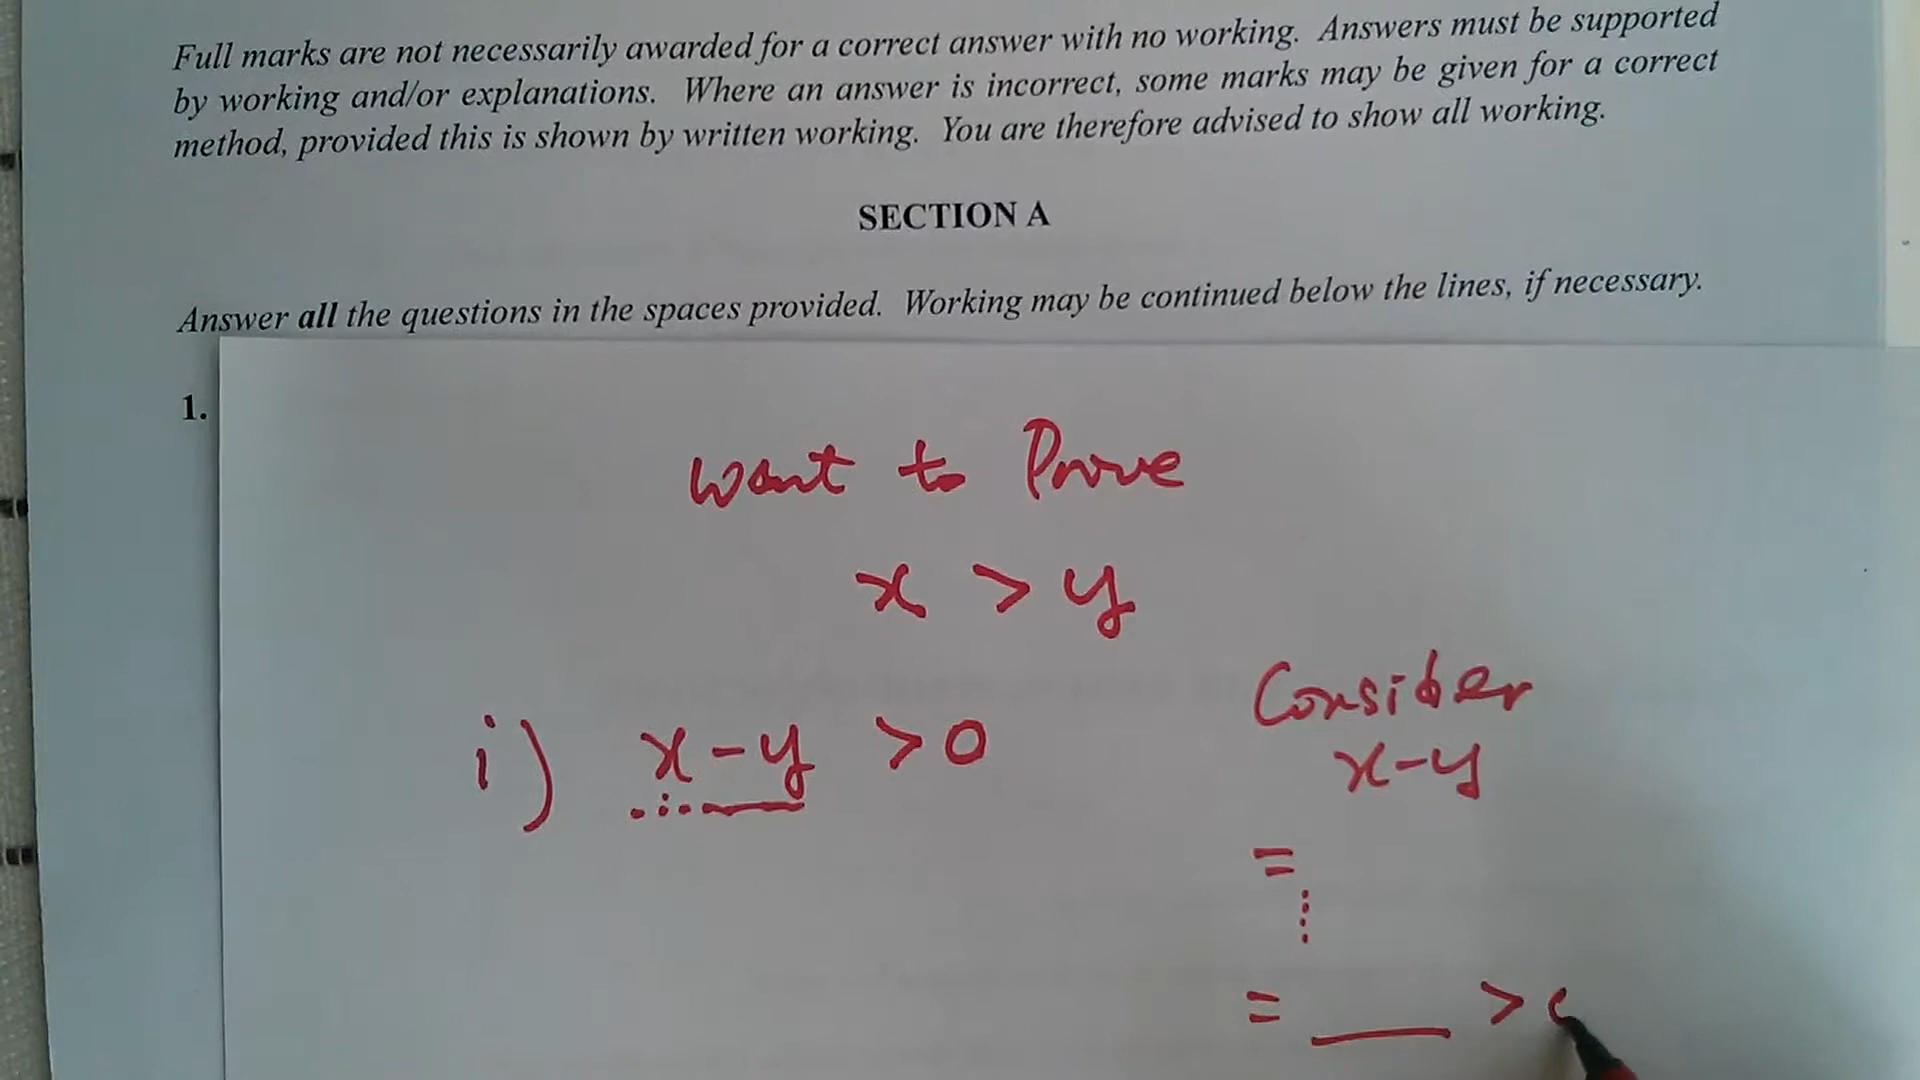 Full marks are not necessarily awarded for a correct answer with no working. Answers must be supported
by working and/or explanations. Where an answer is incorrect, some marks may be given for a correct
method, provided this is shown by written working. You are therefore advised to show all working.
SECTION A
Answer all the questions in the spaces provided. Working may be continued below the lines, if necessary.
1.
Want to Prove
x > y
i) x-y >0
Consider
x-y
=
⋮
= ___ >